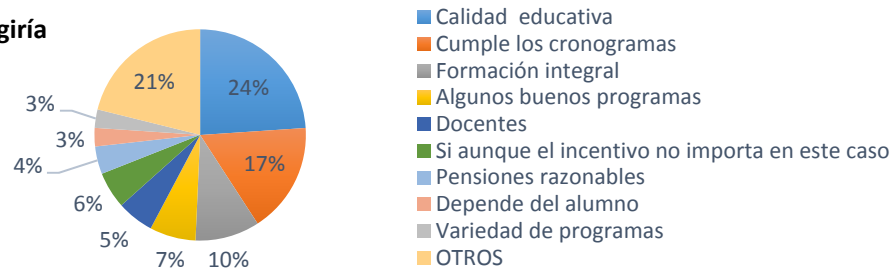 giría
24%
17%
10%
7%
5%
6%
4%
3%
3%
21%
Calidad educativa
Cumple los cronogramas
Formación integral
Algunos buenos programas
Docentes
Si aunque el incentivo no importa en este caso
Pensiones razonables
Depende del alumno
Variedad de programas
OTROS